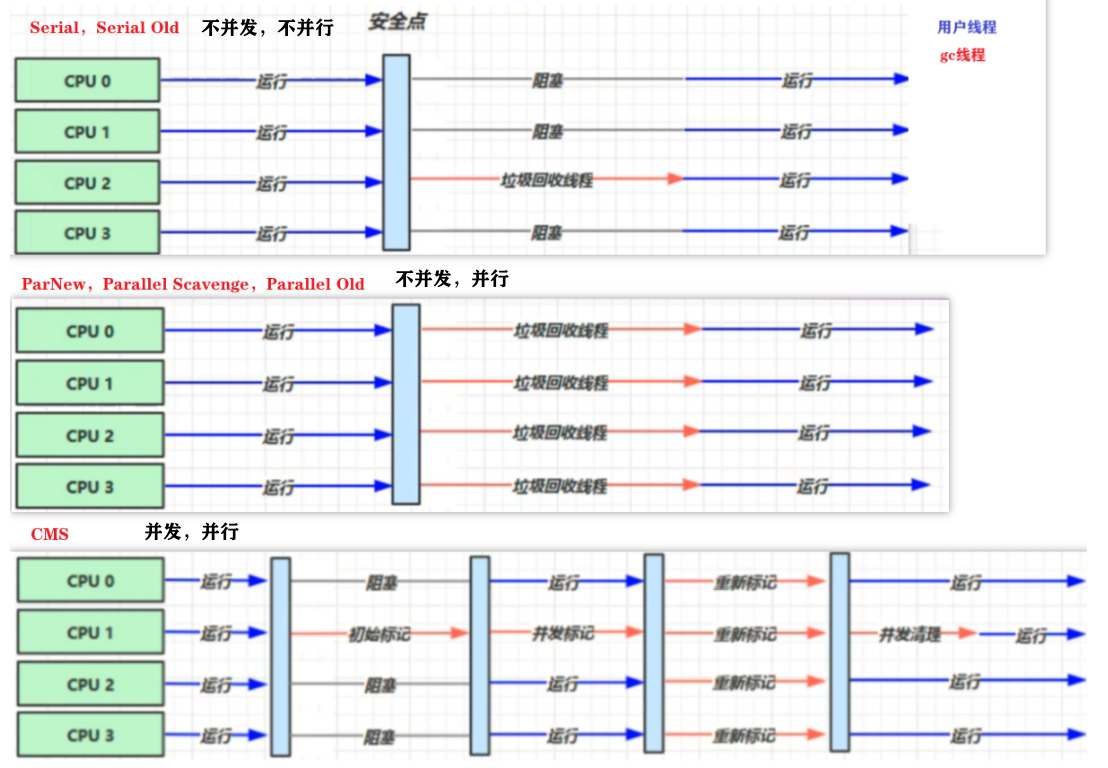 Serial，Serial Old 不并发，不并行 安全点 用户线程
gc线程
CPU 0 运行 阻塞 运行
CPU 1 运行 阻塞 运行
CPU 2 运行 垃圾回收线程 运行
CPU 3 运行 阻塞 运行
ParNew，Parallel Scavenge，Parallel Old 不并发，并行
CPU 0 运行 垃圾回收线程 运行
CPU 1 运行 垃圾回收线程 运行
CPU 2 运行 垃圾回收线程 运行
CPU 3 运行 垃圾回收线程 运行
CMS 并发，并行
CPU 0 运行 阻塞 运行 重新标记 运行
CPU 1 运行 初始标记 并发标记 重新标记 并发清理 运行
CPU 2 运行 阻塞 运行 重新标记 运行
CPU 3 运行 阻塞 运行 重新标记 运行